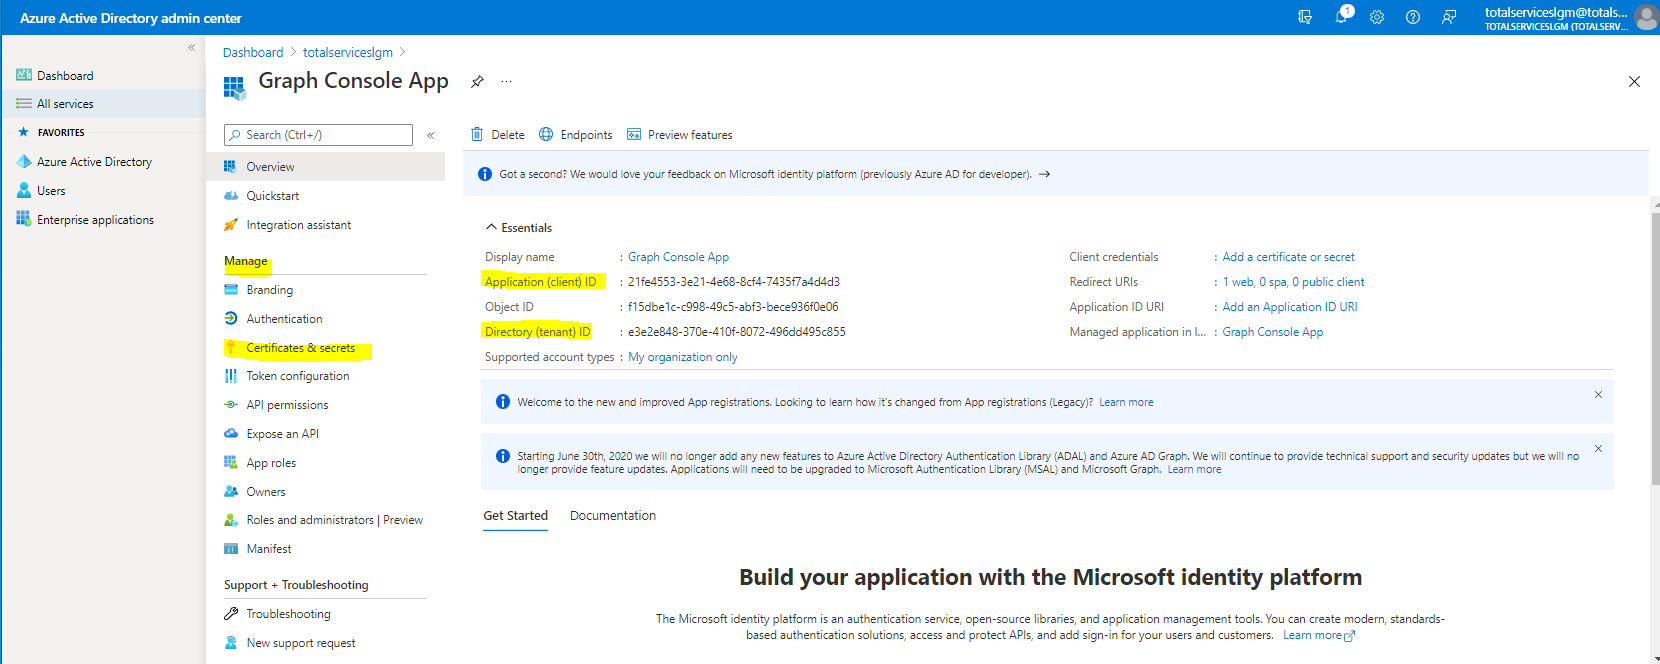 Azure Active Directory admin center
1
totalserviceslgm@totals...
TOTALSERVICESLGM (TOTALSERV...
«
Dashboard
All services
FAVORITES
Azure Active Directory
Users
Enterprise applications
Dashboard > totalserviceslgm >
Graph Console App
...
Search (Ctrl+/)
«
Overview
Quickstart
Integration assistant
Manage
Branding
Authentication
Certificates & secrets
Token configuration
API permissions
Expose an API
App roles
Owners
Roles and administrators | Preview
Manifest
Support + Troubleshooting
Troubleshooting
New support request
Delete
Endpoints
Preview features
Got a second? We would love your feedback on Microsoft identity platform (previously Azure AD for developer). →
Essentials
Display name : Graph Console App
Application (client) ID : 21fe4553-3e21-4e68-8cf4-7435f7a4d4d3
Object ID : f15dbe1c-c998-49c5-abf3-bece936f0e06
Directory (tenant) ID : e3e2e848-370e-410f-8072-496dd495c855
Supported account types : My organization only
Client credentials : Add a certificate or secret
Redirect URIs : 1 web, 0 spa, 0 public client
Application ID URI : Add an Application ID URI
Managed application in l... : Graph Console App
Welcome to the new and improved App registrations. Looking to learn how it's changed from App registrations (Legacy)? Learn more
Starting June 30th, 2020 we will no longer add any new features to Azure Active Directory Authentication Library (ADAL) and Azure AD Graph. We will continue to provide technical support and security updates but we will no
longer provide feature updates. Applications will need to be upgraded to Microsoft Authentication Library (MSAL) and Microsoft Graph. Learn more
Get Started
Documentation
Build your application with the Microsoft identity platform
The Microsoft identity platform is an authentication service, open-source libraries, and application management tools. You can create modern, standards-
based authentication solutions, access and protect APIs, and add sign-in for your users and customers. Learn more